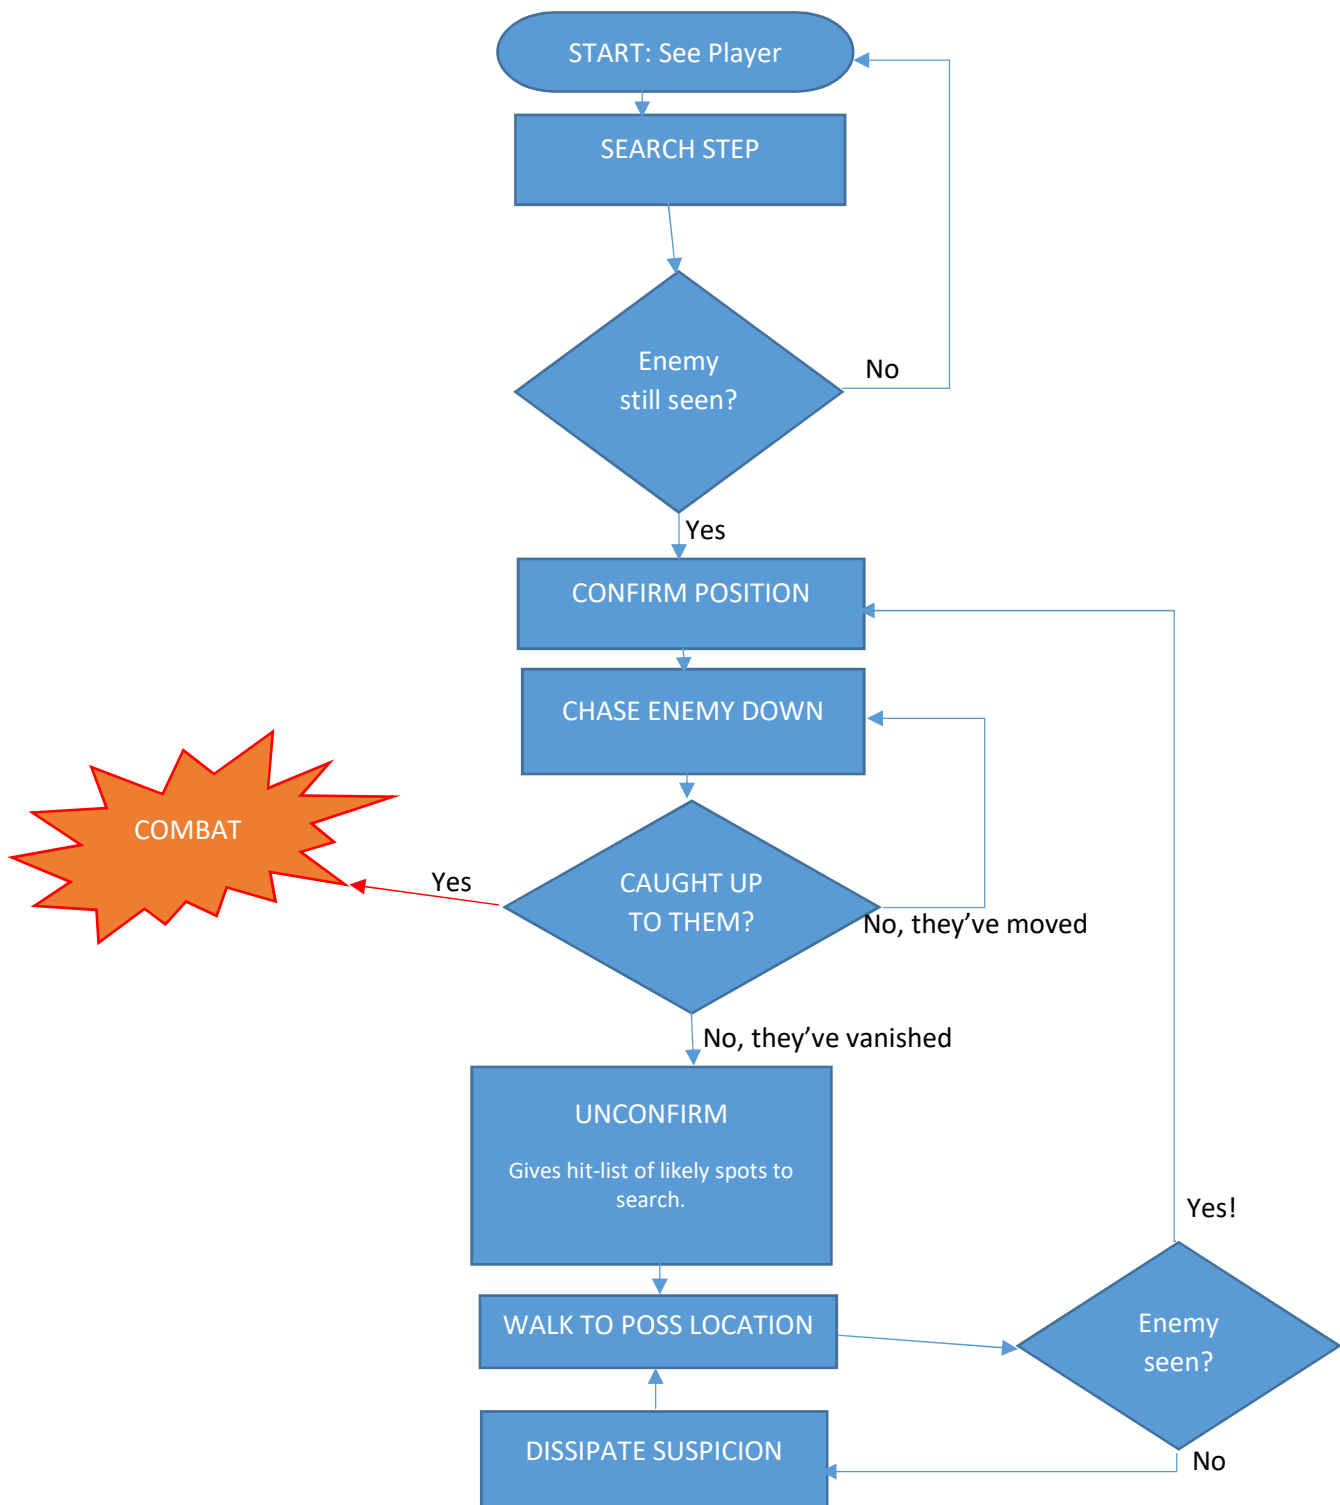 START: See Player
SEARCH STEP
Enemy
still seen?
No
Yes
CONFIRM POSITION
CHASE ENEMY DOWN
COMBAT
Yes
CAUGHT UP
TO THEM?
No, they’ve moved
No, they’ve vanished
UNCONFIRM
Gives hit-list of likely spots to
search.
Yes!
WALK TO POSS LOCATION
Enemy
seen?
DISSIPATE SUSPICION
No